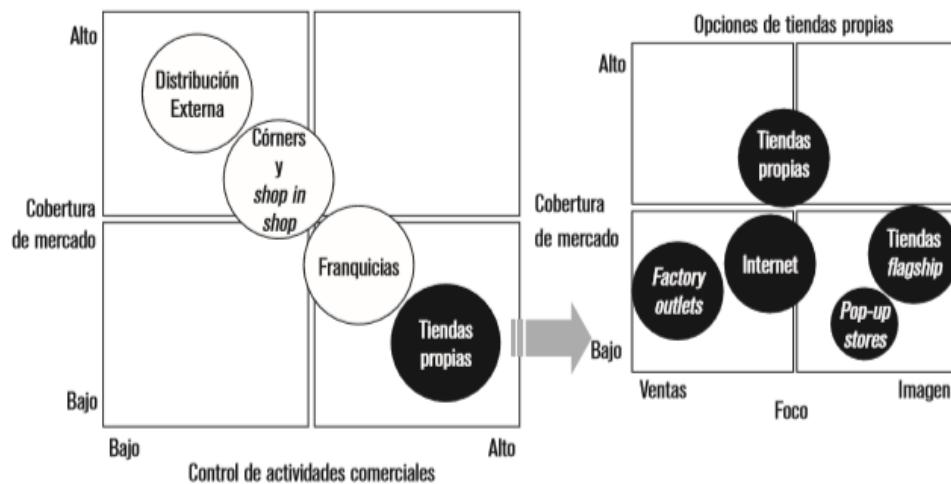 Alto
Distribución
Externa
Córners
y
shop in
shop
Cobertura
de mercado
Franquicias
Tiendas
propias
Bajo
Bajo
Alto
Control de actividades comerciales
Opciones de tiendas propias
Alto
Tiendas
propias
Cobertura
de mercado
Factory
outlets
Internet
Tiendas
flagship
Pop-up
stores
Bajo
Ventas
Imagen
Foco